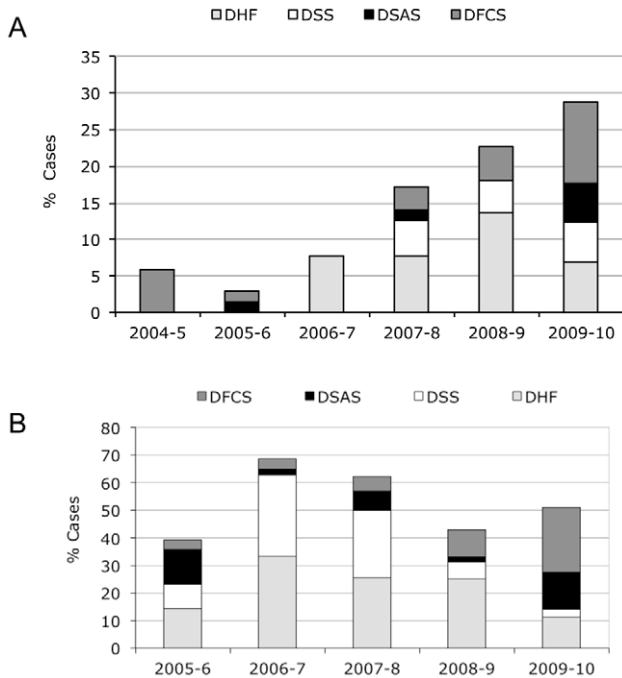 A
DHF DSS DSAS DFCS
35
30
25
20
15
10
5
0
% Cases
2004-5 2005-6 2006-7 2007-8 2008-9 2009-10
B
DFCS DSAS DSS DHF
80
70
60
50
40
30
20
10
0
% Cases
2005-6 2006-7 2007-8 2008-9 2009-10